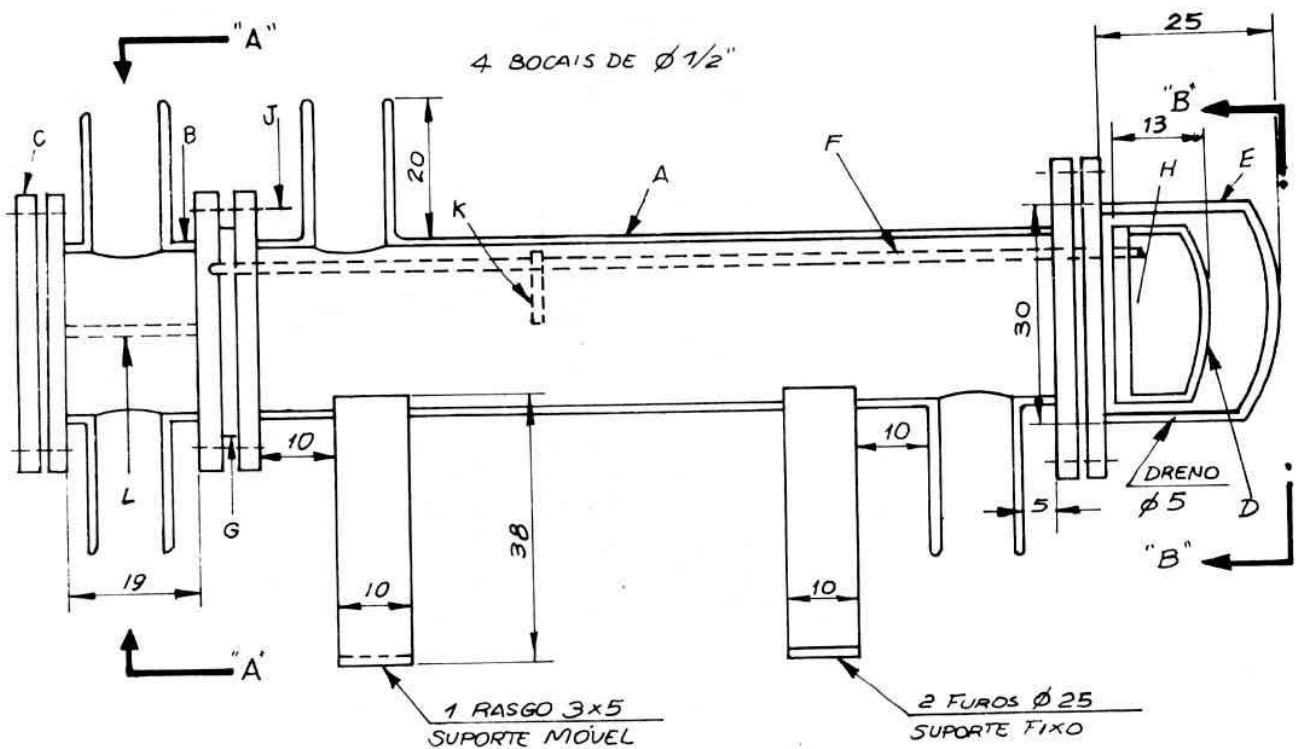 "A"
4 BOCAIS DE Ø 1/2"
25
"B"
13
C
B
J
20
A
F
H
E
K
30
L
19
G
10
10
38
10
10
5
DRENO
Ø 5
D
"A"
"B"
1 RASGO 3x5
SUPORTE MÓVEL
2 FUROS Ø 25
SUPORTE FIXO